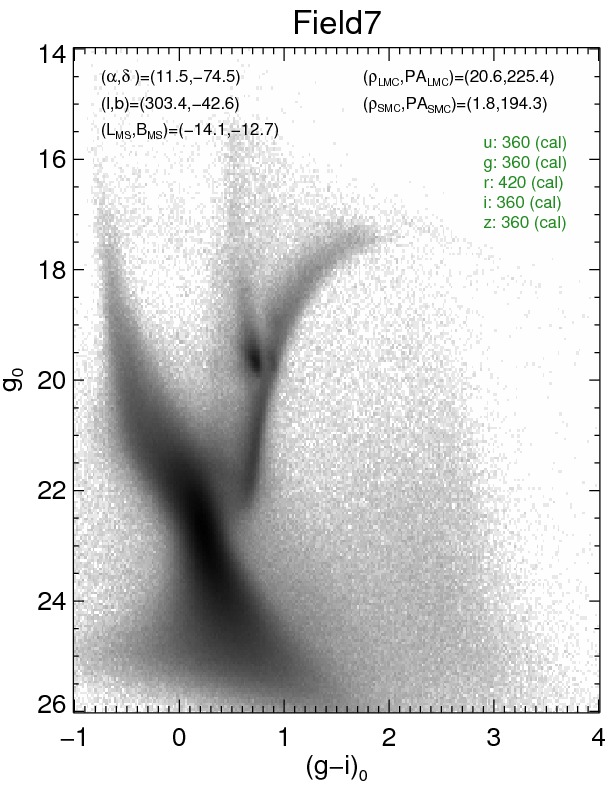 Field7
(α,δ)=(11.5,−74.5)
(ρLMC,PALMC)=(20.6,225.4)
(l,b)=(303.4,−42.6)
(ρSMC,PASMC)=(1.8,194.3)
(LMS,BMS)=(−14.1,−12.7)
u: 360 (cal)
g: 360 (cal)
r: 420 (cal)
i: 360 (cal)
z: 360 (cal)
14
16
18
20
22
24
26
g0
−1 0 1 2 3 4
(g−i)0